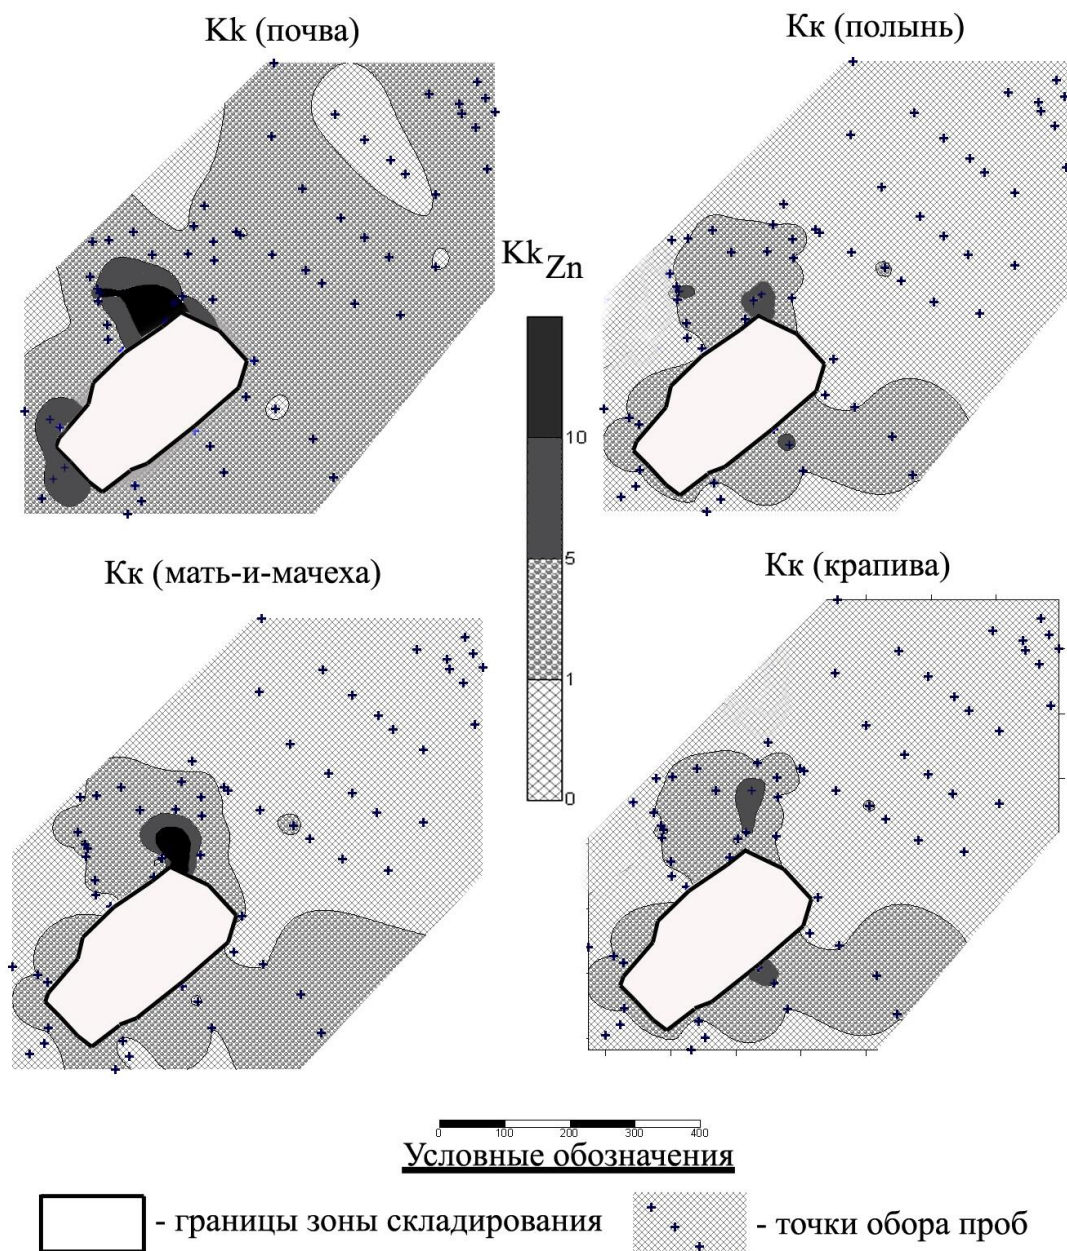 Kk (почва)
Кк (полынь)
Kk Zn
10
5
1
0
Кк (мать-и-мачеха)
Кк (крапива)
0 100 200 300 400
Условные обозначения
- границы зоны складирования
- точки обора проб